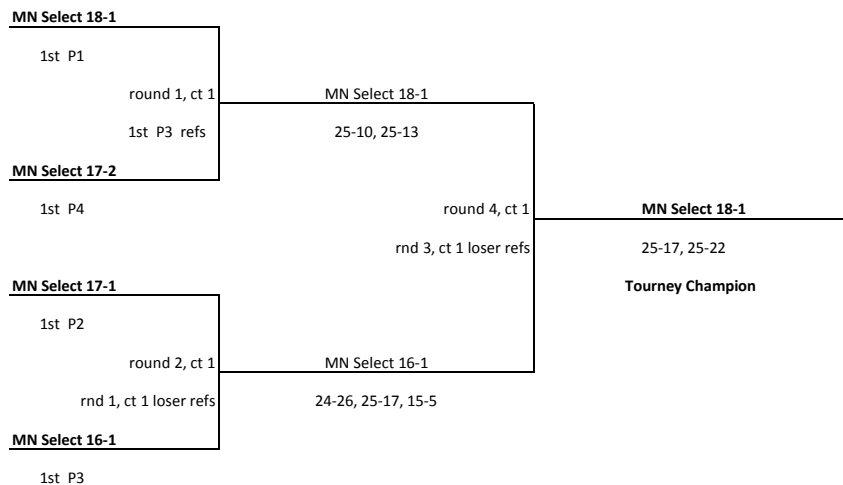 MN Select 18-1
1st P1
round 1, ct 1
MN Select 18-1
1st P3 refs
25-10, 25-13
MN Select 17-2
1st P4
round 4, ct 1
MN Select 18-1
rnd 3, ct 1 loser refs
25-17, 25-22
MN Select 17-1
Tourney Champion
1st P2
round 2, ct 1
MN Select 16-1
rnd 1, ct 1 loser refs
24-26, 25-17, 15-5
MN Select 16-1
1st P3